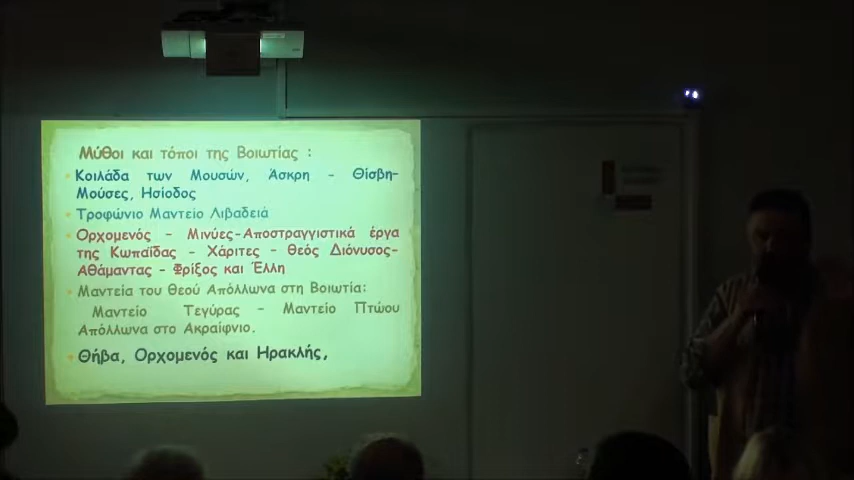 Μύθοι και τόποι της Βοιωτίας :
Κοιλάδα των Μουσών, Άσκρη - Θίσβη-
Μούσες, Ησίοδος
Τροφώνιο Μαντείο Λιβαδειά
Ορχομενός - Μινύες-Αποστραγγιστικά έργα
της Κωπαΐδας - Χάριτες - Θεός Διόνυσος-
Αθάμαντας - Φρίξος και Έλλη
Μαντεία του Θεού Απόλλωνα στη Βοιωτία:
Μαντείο Τεγύρας - Μαντείο Πτώου
Απόλλωνα στο Ακραίφνιο.
Θήβα, Ορχομενός και Ηρακλής,